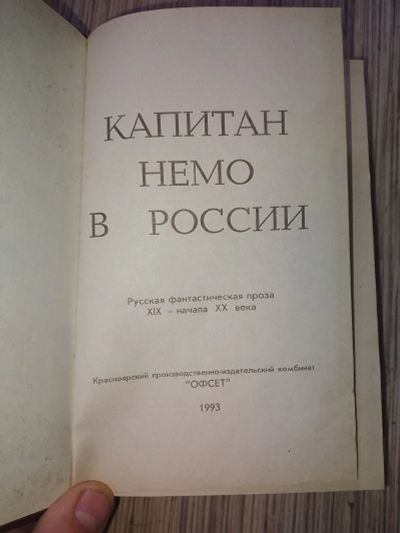 КАПИТАН
НЕМО
В РОССИИ
Русская фантастическая проза
XIX - начала XX века
Красноярский производственно-издательский комбинат
"ОФСЕТ"
1993